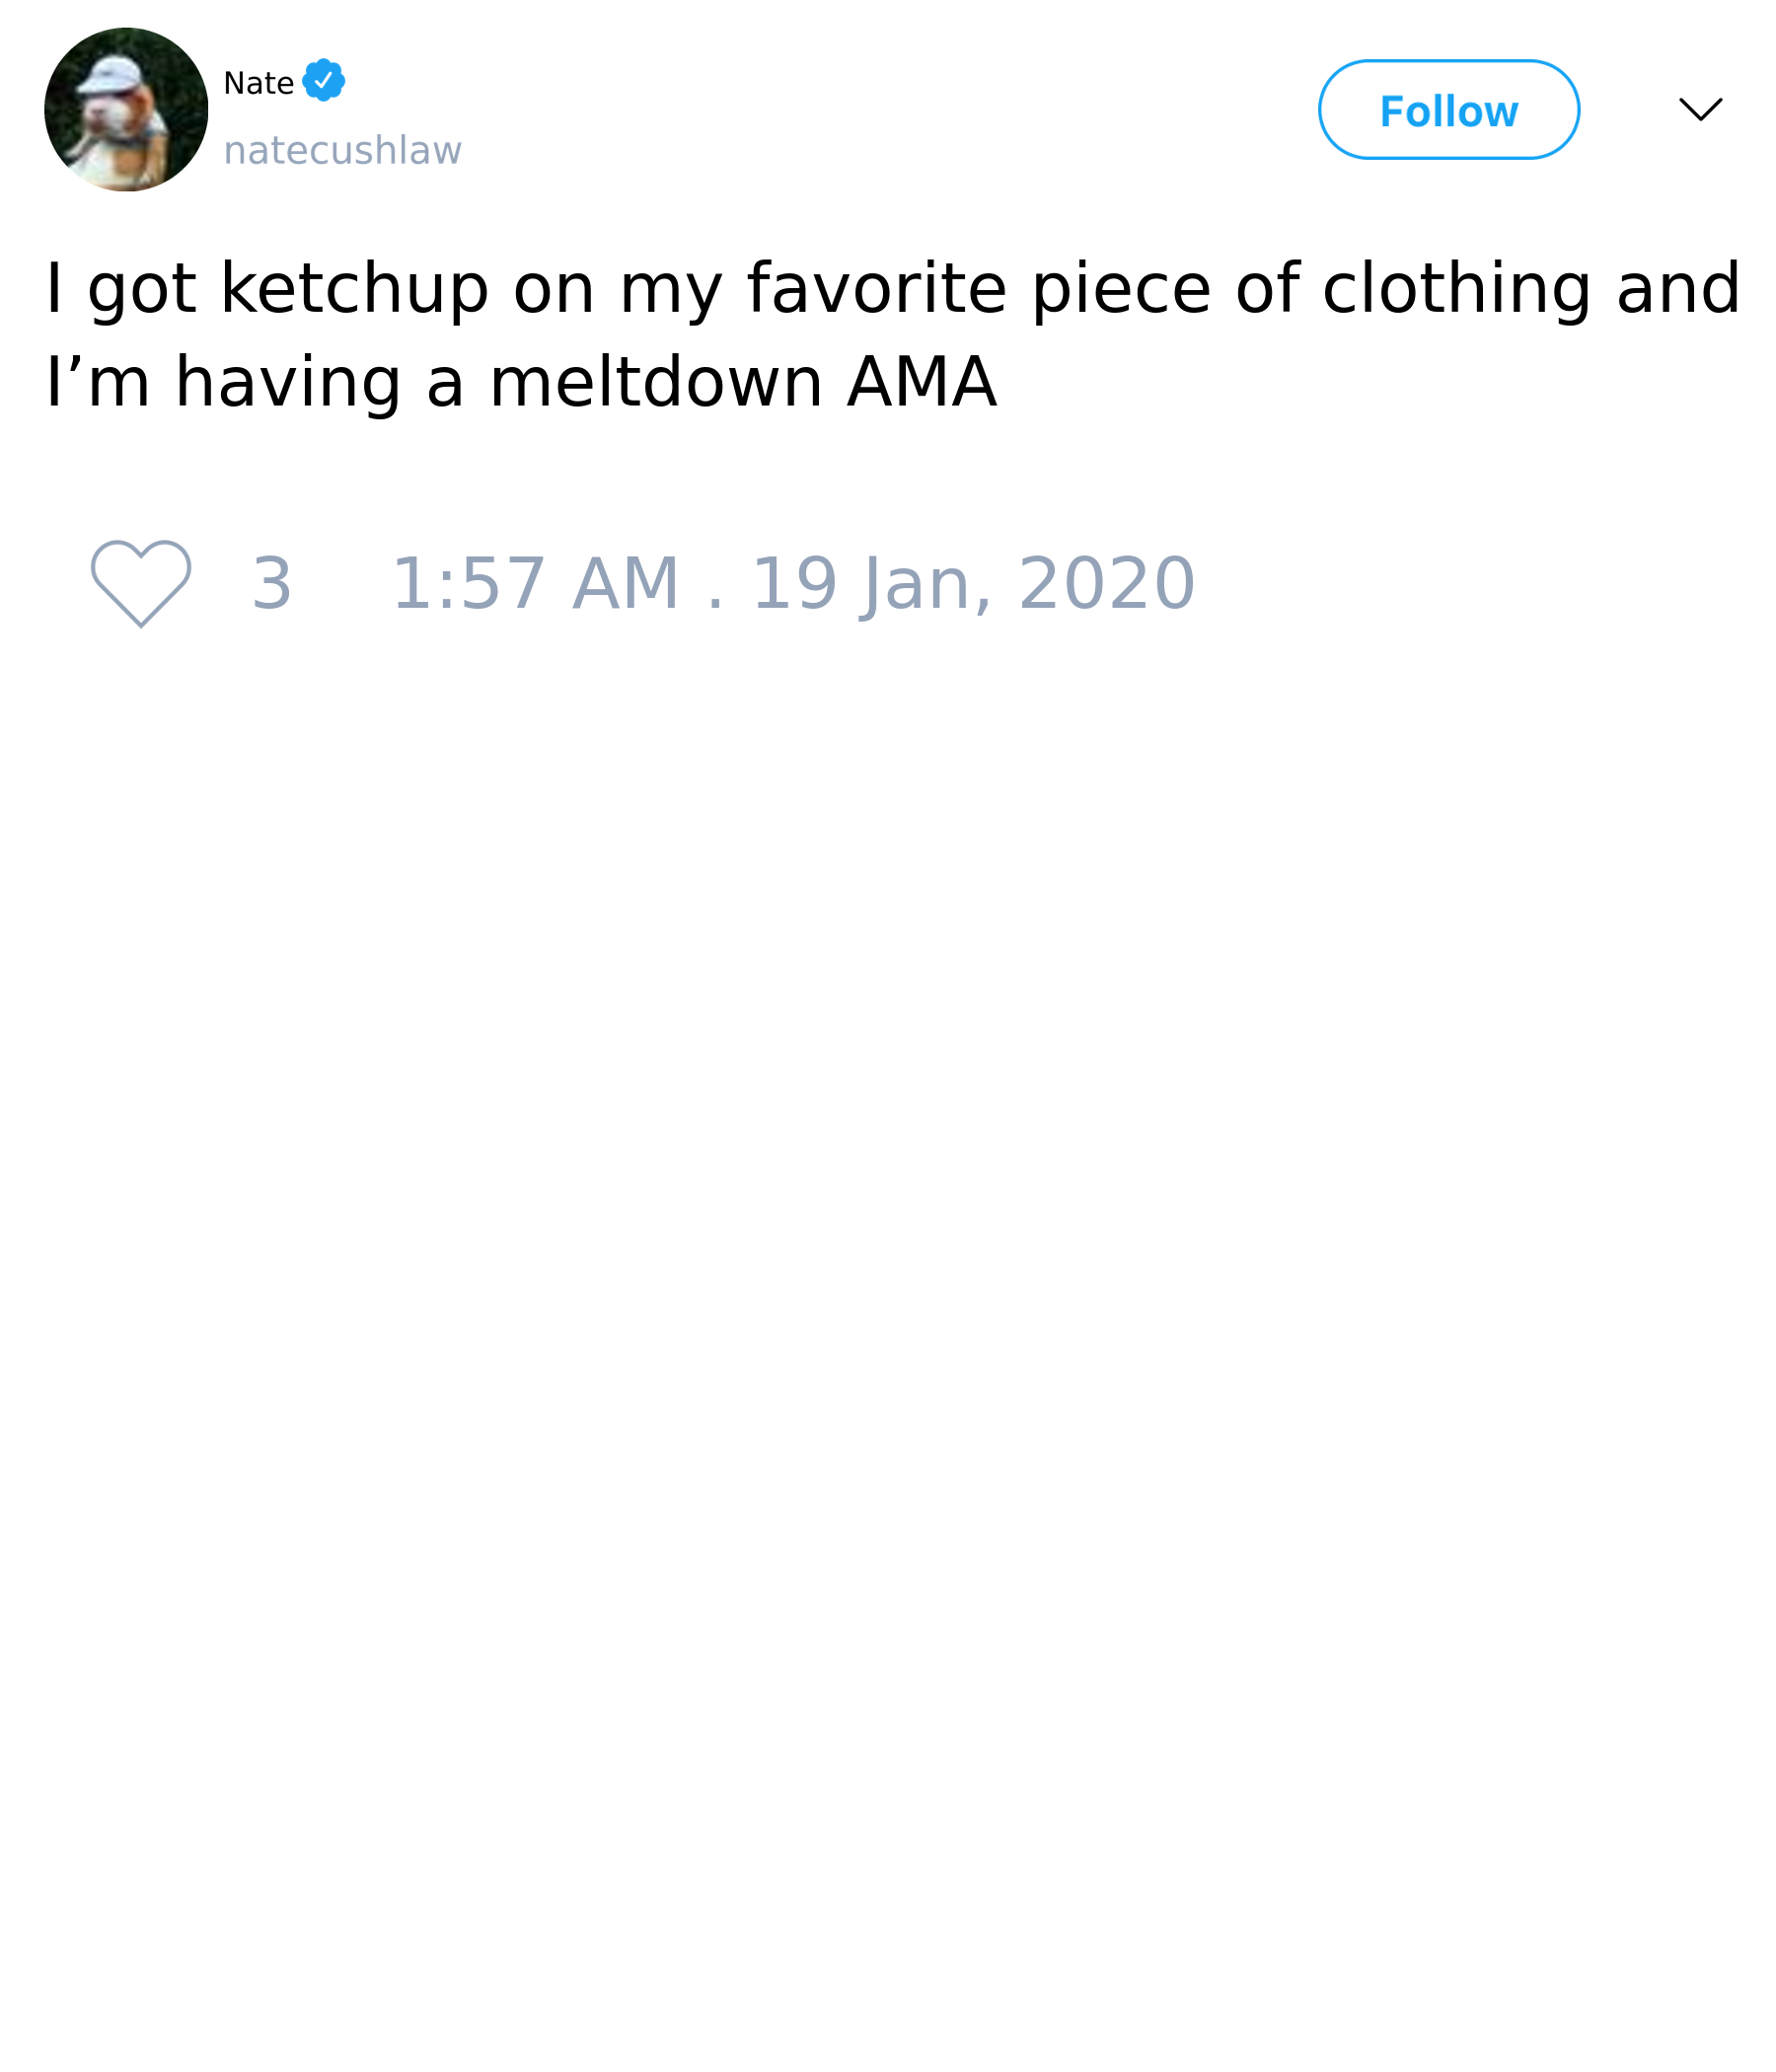 Nate
natecushlaw
Follow
I got ketchup on my favorite piece of clothing and
I’m having a meltdown AMA
3 1:57 AM . 19 Jan, 2020